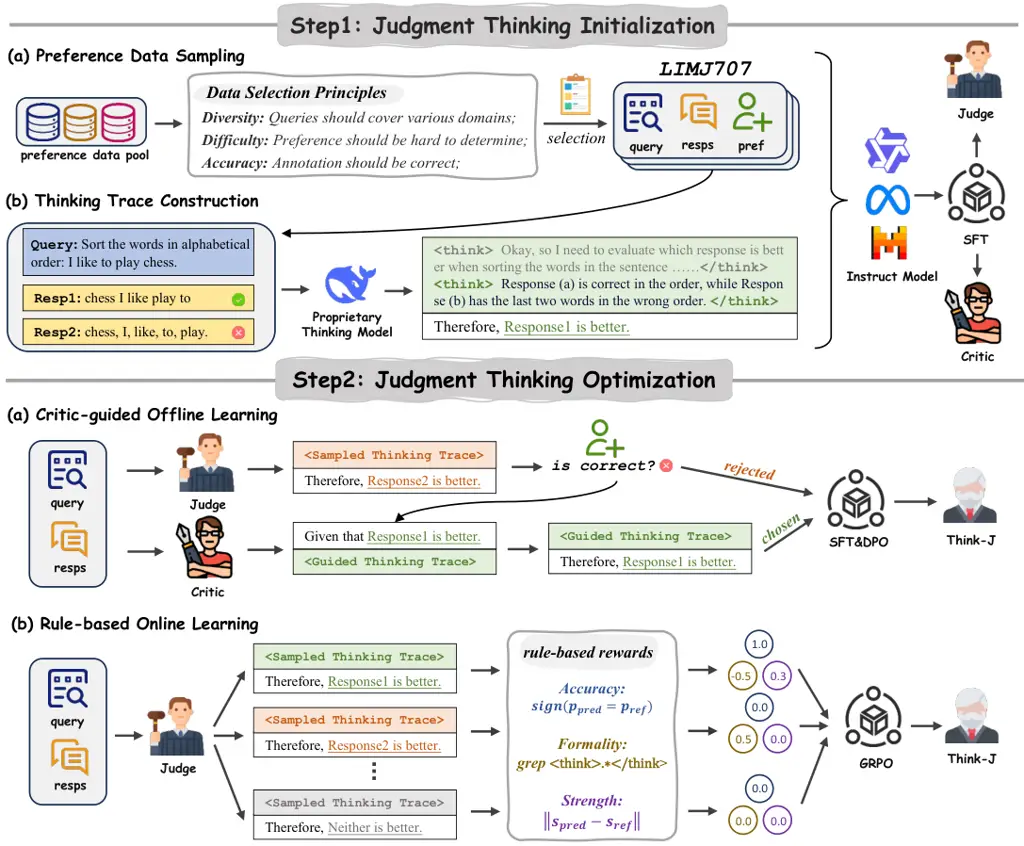 Step1: Judgment Thinking Initialization
(a) Preference Data Sampling
preference data pool
Data Selection Principles
Diversity: Queries should cover various domains;
Difficulty: Preference should be hard to determine;
Accuracy: Annotation should be correct;
selection
LIMJ707
query
resps
pref
(b) Thinking Trace Construction
Query: Sort the words in alphabetical
order: I like to play chess.
Resp1: chess I like play to
Resp2: chess, I, like, to, play.
Proprietary
Thinking Model
<think> Okay, so I need to evaluate which response is bett
er when sorting the words in the sentence ……</think>
<think> Response (a) is correct in the order, while Respon
se (b) has the last two words in the wrong order. </think>
Therefore, Response1 is better.
Instruct Model
SFT
Judge
Critic
Step2: Judgment Thinking Optimization
(a) Critic-guided Offline Learning
query
resps
Judge
Critic
<Sampled Thinking Trace>
Therefore, Response2 is better.
is correct?
rejected
Given that Response1 is better.
<Guided Thinking Trace>
<Guided Thinking Trace>
Therefore, Response1 is better.
chosen
SFT&DPO
Think-J
(b) Rule-based Online Learning
query
resps
Judge
<Sampled Thinking Trace>
Therefore, Response1 is better.
<Sampled Thinking Trace>
Therefore, Response2 is better.
⋮
<Sampled Thinking Trace>
Therefore, Neither is better.
rule-based rewards
Accuracy:
sign(p_pred = p_ref)
Formality:
grep <think>.*</think>
Strength:
‖s_pred − s_ref‖
1.0
-0.5 0.3
0.0
0.5 0.0
0.0
0.0 0.0
GRPO
Think-J